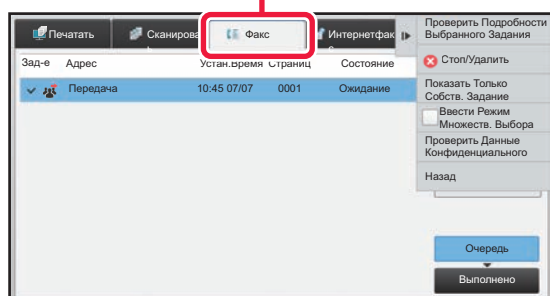 Печатать
Сканирова
ь
Факс
Интернетфак
с
Зад-е Адрес Устан.Время Страниц Состояние
Передача 10:45 07/07 0001 Ожидание
Проверить Подробности
Выбранного Задания
Стоп/Удалить
Показать Только
Собств. Задание
Ввести Режим
Множеств. Выбора
Проверить Данные
Конфиденциального
Назад
Очередь
Выполнено